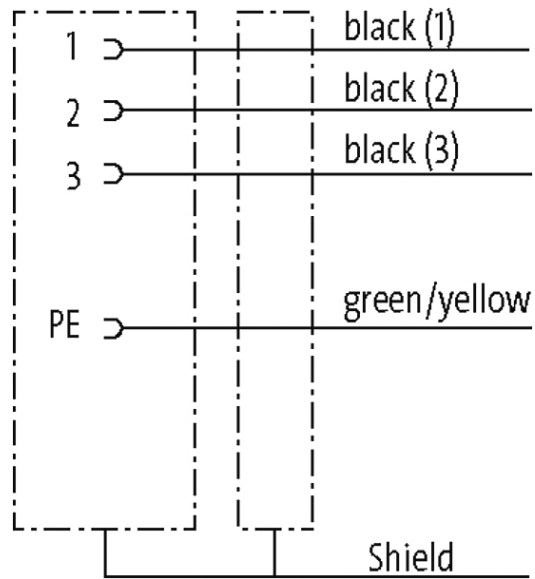 1 black (1)
2 black (2)
3 black (3)
PE green/yellow
Shield